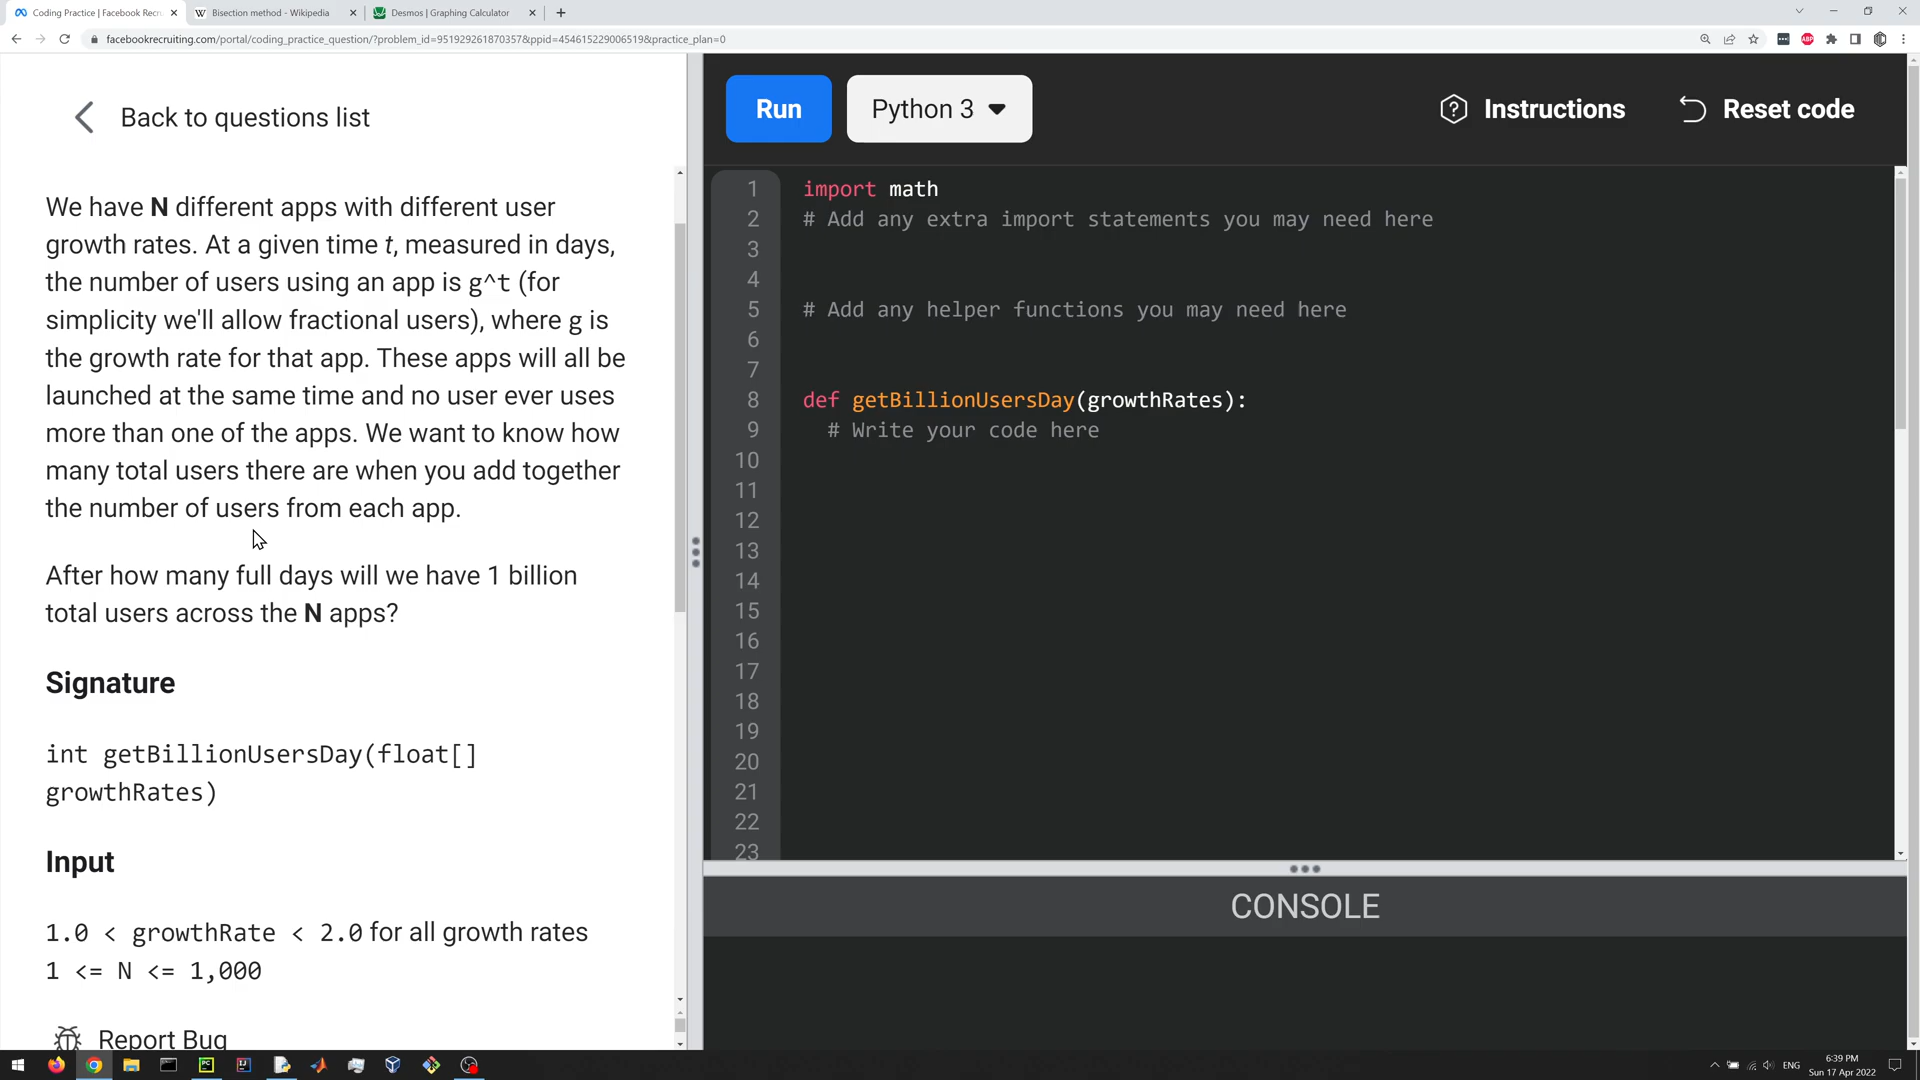 Coding Practice | Facebook Recru
Bisection method - Wikipedia
Desmos | Graphing Calculator
facebookrecruiting.com/portal/coding_practice_question/?problem_id=951929261870357&ppid=454615229006519&practice_plan=0
ABP
Back to questions list
We have N different apps with different user
growth rates. At a given time t, measured in days,
the number of users using an app is g^t (for
simplicity we'll allow fractional users), where g is
the growth rate for that app. These apps will all be
launched at the same time and no user ever uses
more than one of the apps. We want to know how
many total users there are when you add together
the number of users from each app.
After how many full days will we have 1 billion
total users across the N apps?
Signature
int getBillionUsersDay(float[]
growthRates)
Input
1.0 < growthRate < 2.0 for all growth rates
1 <= N <= 1,000
Report Bug
Run
Python 3
Instructions
Reset code
1 import math
2 # Add any extra import statements you may need here
3
4
5 # Add any helper functions you may need here
6
7
8 def getBillionUsersDay(growthRates):
9 # Write your code here
10
11
12
13
14
15
16
17
18
19
20
21
22
23
CONSOLE
ENG
6:39 PM
Sun 17 Apr 2022